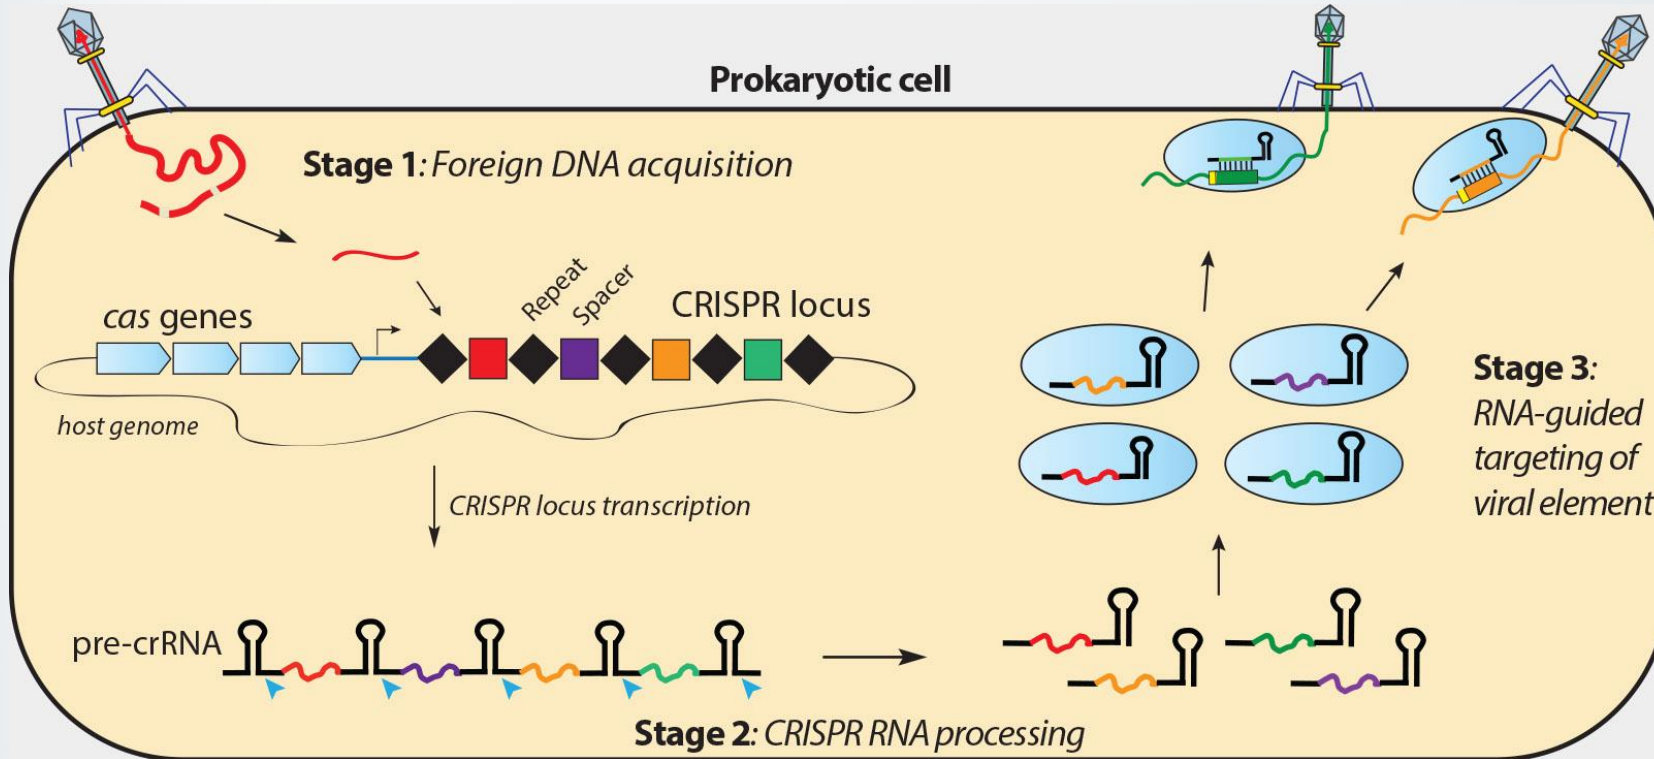 Prokaryotic cell
Stage 1: Foreign DNA acquisition
Repeat
Spacer
CRISPR locus
cas genes
host genome
CRISPR locus transcription
pre-crRNA
Stage 2: CRISPR RNA processing
Stage 3:
RNA-guided
targeting of
viral element